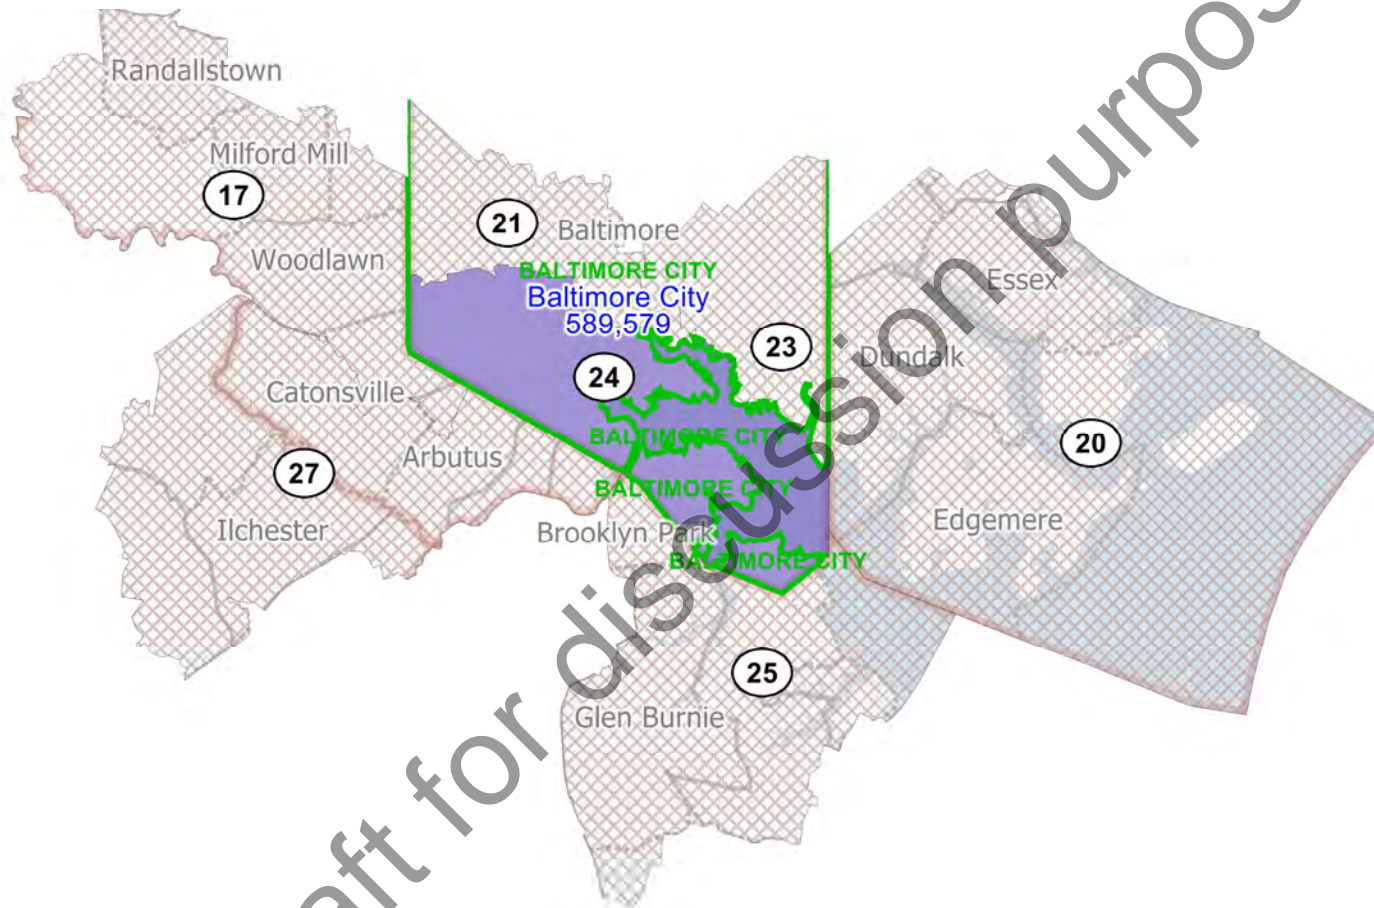 Randallstown
Milford Mill
17
21
Baltimore
Woodlawn
BALTIMORE CITY
Baltimore City
589,579
Essex
23
Dundalk
24
Catonsville
BALTIMORE CITY
20
Arbutus
27
BALTIMORE CITY
Ilchester
Brooklyn Park
Edgemere
BALTIMORE CITY
25
Glen Burnie
aft for discussion purpos